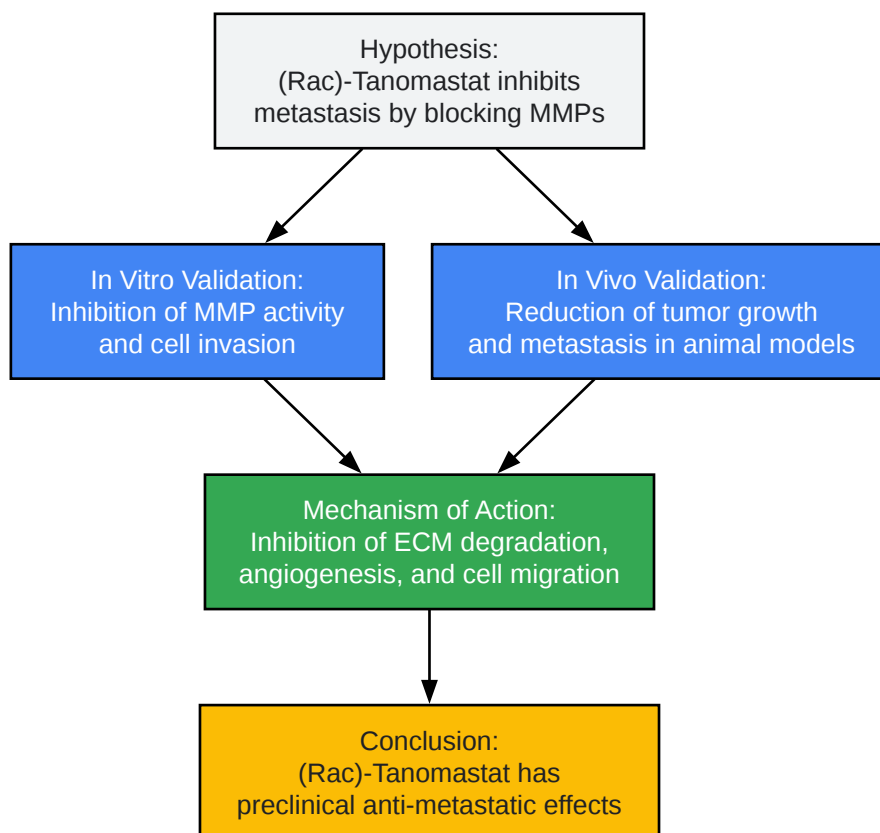 Hypothesis:
(Rac)-Tanomastat inhibits
metastasis by blocking MMPs
In Vitro Validation:
Inhibition of MMP activity
and cell invasion
In Vivo Validation:
Reduction of tumor growth
and metastasis in animal models
Mechanism of Action:
Inhibition of ECM degradation,
angiogenesis, and cell migration
Conclusion:
(Rac)-Tanomastat has
preclinical anti-metastatic effects